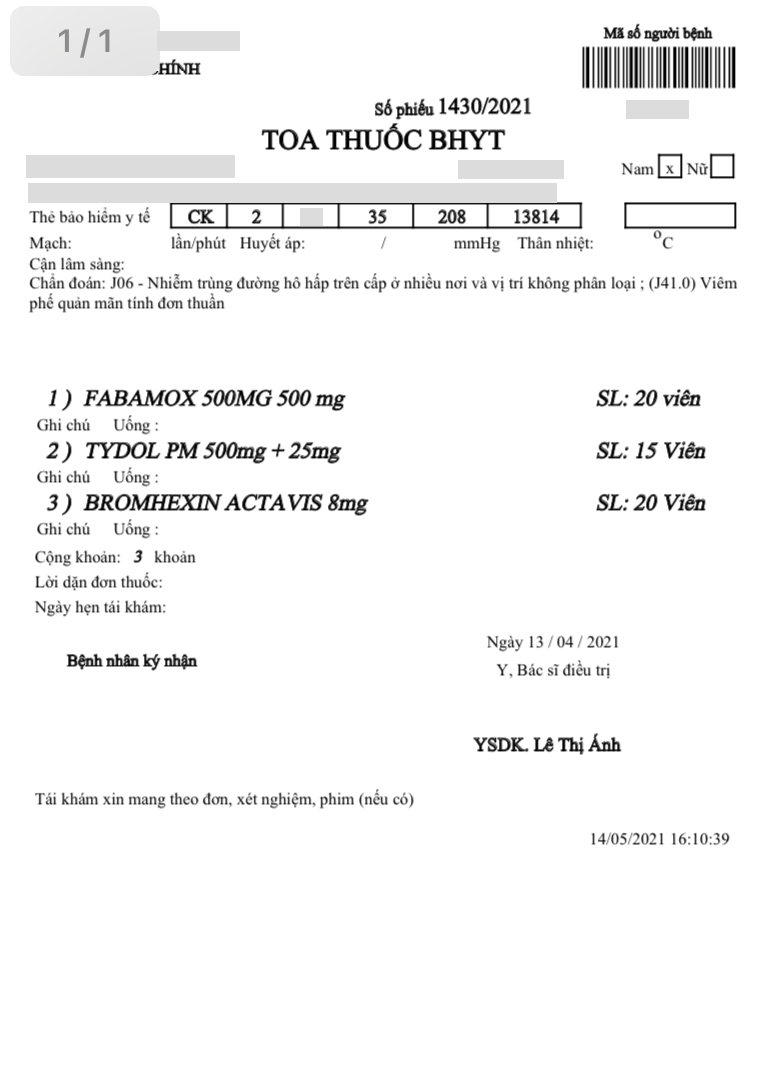 1/1
Mã số người bệnh
HÍNH
Số phiếu 1430/2021
TOA THUỐC BHYT
Nam x Nữ
Thẻ bảo hiểm y tế CK 2 35 208 13814
Mạch: lần/phút Huyết áp: / mmHg Thân nhiệt: °C
Cận lâm sàng:
Chẩn đoán: J06 - Nhiễm trùng đường hô hấp trên cấp ở nhiều nơi và vị trí không phân loại ; (J41.0) Viêm
phế quản mãn tính đơn thuần
1 ) FABAMOX 500MG 500 mg SL: 20 viên
Ghi chú Uống :
2 ) TYDOL PM 500mg + 25mg SL: 15 Viên
Ghi chú Uống :
3 ) BROMHEXIN ACTAVIS 8mg SL: 20 Viên
Ghi chú Uống :
Cộng khoản: 3 khoản
Lời dặn đơn thuốc:
Ngày hẹn tái khám:
Ngày 13 / 04 / 2021
Bệnh nhân ký nhận
Y, Bác sĩ điều trị
YSDK. Lê Thị Ánh
Tái khám xin mang theo đơn, xét nghiệm, phim (nếu có)
14/05/2021 16:10:39